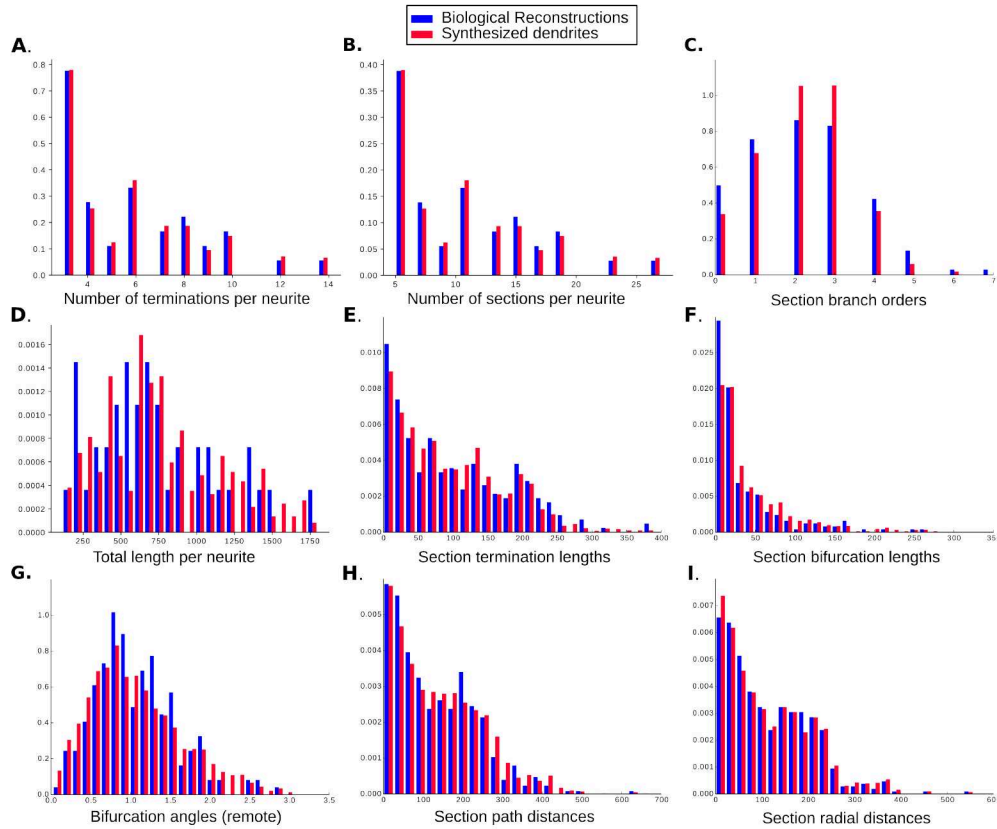 Biological Reconstructions
Synthesized dendrites
A.
0.8
0.7
0.6
0.5
0.4
0.3
0.2
0.1
0.0
4 6 8 10 12 14
Number of terminations per neurite
B.
0.40
0.35
0.30
0.25
0.20
0.15
0.10
0.05
0.00
5 10 15 20 25
Number of sections per neurite
C.
1.0
0.8
0.6
0.4
0.2
0.0
0 1 2 3 4 5 6 7
Section branch orders
D.
0.0016
0.0014
0.0012
0.0010
0.0008
0.0006
0.0004
0.0002
0.0000
250 500 750 1000 1250 1500 1750
Total length per neurite
E.
0.010
0.008
0.006
0.004
0.002
0.000
0 50 100 150 200 250 300 350 400
Section termination lengths
F.
0.025
0.020
0.015
0.010
0.005
0.000
0 50 100 150 200 250 300 35
Section bifurcation lengths
G.
1.0
0.8
0.6
0.4
0.2
0.0
0.0 0.5 1.0 1.5 2.0 2.5 3.0 3.5
Bifurcation angles (remote)
H.
0.006
0.005
0.004
0.003
0.002
0.001
0.000
0 100 200 300 400 500 600 700
Section path distances
I.
0.007
0.006
0.005
0.004
0.003
0.002
0.001
0.000
0 100 200 300 400 500 60
Section radial distances